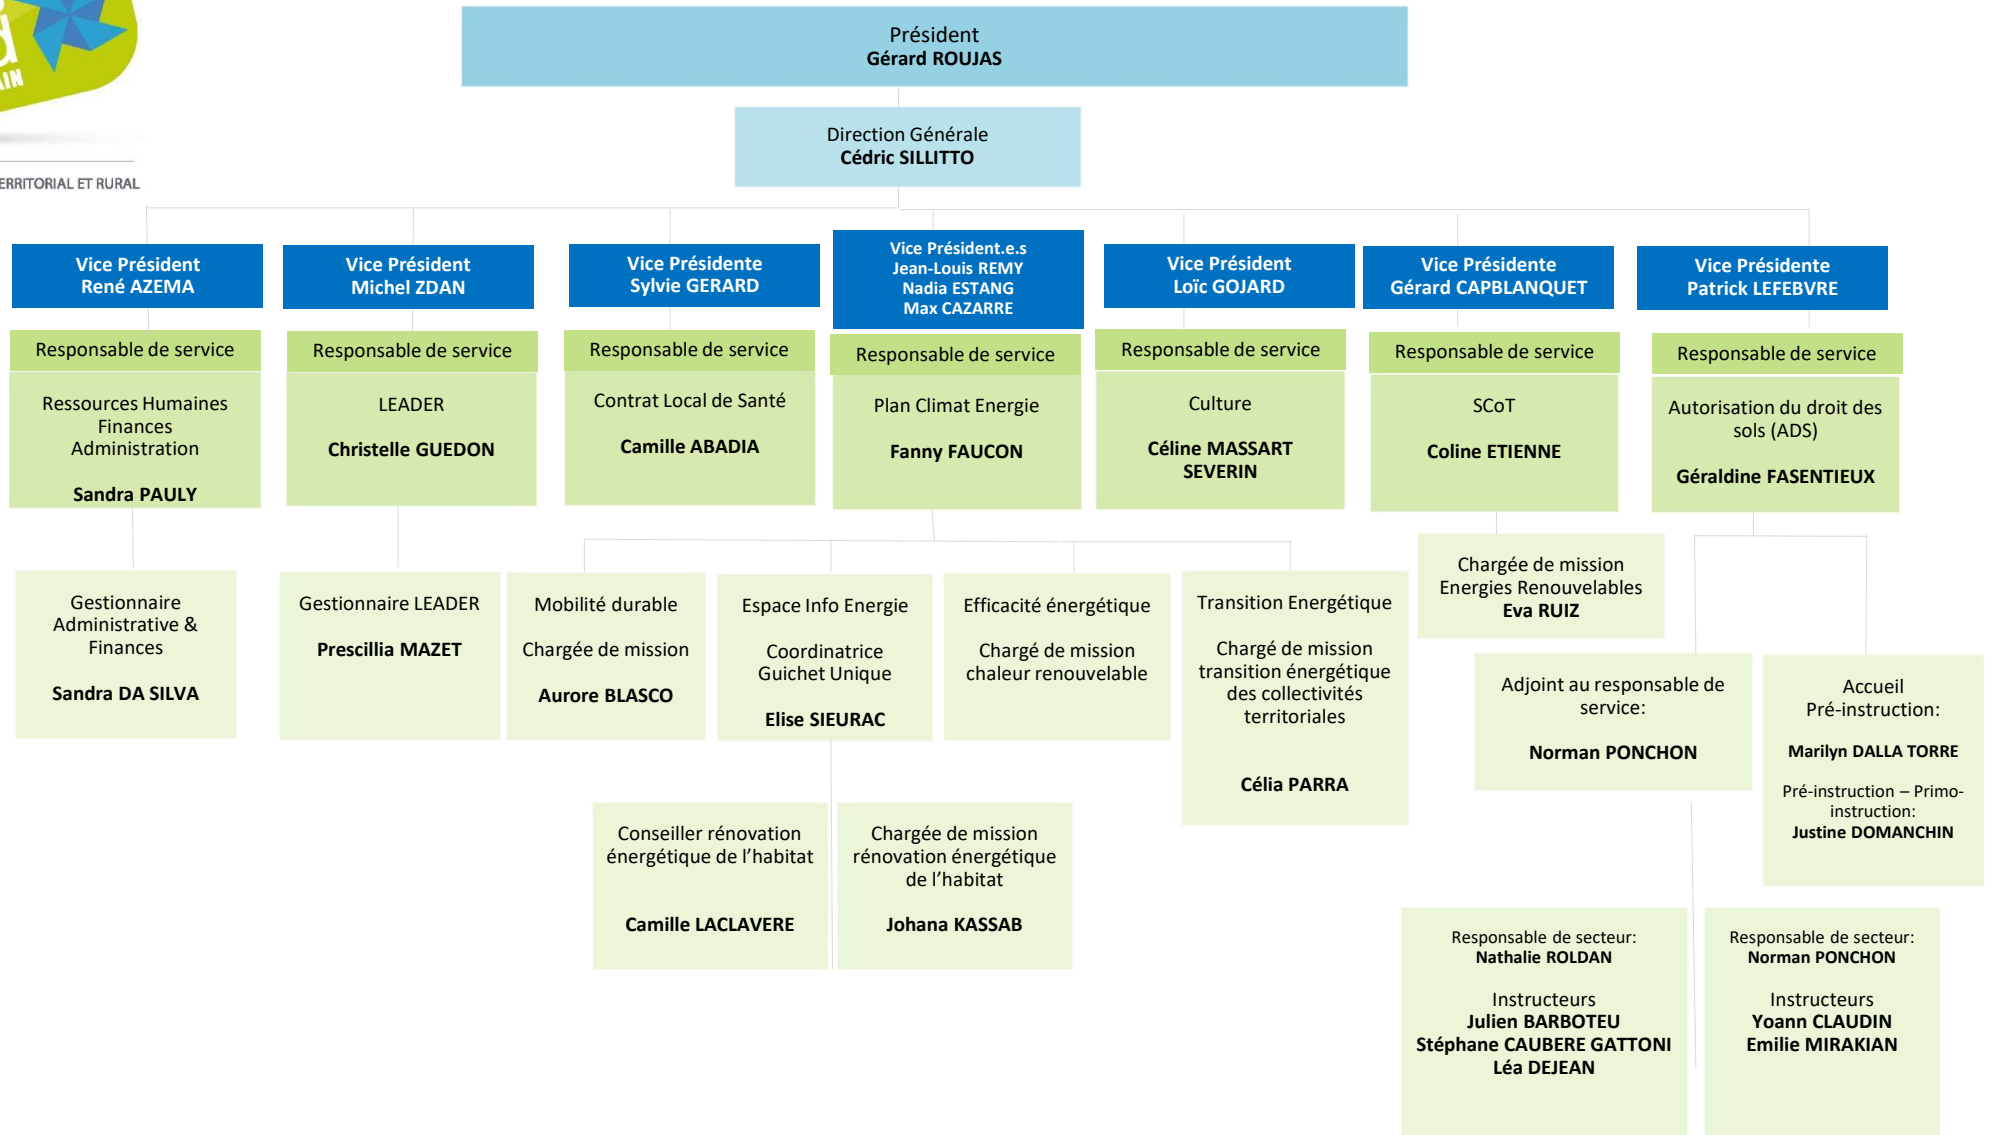 ERRITORIAL ET RURAL
Président
Gérard ROUJAS
Direction Générale
Cédric SILLITTO
Vice Président
René AZEMA
Vice Président
Michel ZDAN
Vice Présidente
Sylvie GERARD
Vice Président.e.s
Jean-Louis REMY
Nadia ESTANG
Max CAZARRE
Vice Président
Loïc GOJARD
Vice Présidente
Gérard CAPBLANQUET
Vice Présidente
Patrick LEFEBVRE
Responsable de service
Ressources Humaines
Finances
Administration
Sandra PAULY
Responsable de service
LEADER
Christelle GUEDON
Responsable de service
Contrat Local de Santé
Camille ABADIA
Responsable de service
Plan Climat Energie
Fanny FAUCON
Responsable de service
Culture
Céline MASSART
SEVERIN
Responsable de service
SCoT
Coline ETIENNE
Responsable de service
Autorisation du droit des
sols (ADS)
Géraldine FASENTIEUX
Gestionnaire
Administrative &
Finances
Sandra DA SILVA
Gestionnaire LEADER
Prescillia MAZET
Mobilité durable
Chargée de mission
Aurore BLASCO
Espace Info Energie
Coordinatrice
Guichet Unique
Elise SIEURAC
Efficacité énergétique
Chargé de mission
chaleur renouvelable
Transition Energétique
Chargé de mission
transition énergétique
des collectivités
territoriales
Célia PARRA
Chargée de mission
Energies Renouvelables
Eva RUIZ
Adjoint au responsable de
service:
Norman PONCHON
Accueil
Pré-instruction:
Marilyn DALLA TORRE
Pré-instruction – Primo-
instruction:
Justine DOMANCHIN
Conseiller rénovation
énergétique de l’habitat
Camille LACLAVERE
Chargée de mission
rénovation énergétique
de l’habitat
Johana KASSAB
Responsable de secteur:
Nathalie ROLDAN
Instructeurs
Julien BARBOTEU
Stéphane CAUBERE GATTONI
Léa DEJEAN
Responsable de secteur:
Norman PONCHON
Instructeurs
Yoann CLAUDIN
Emilie MIRAKIAN